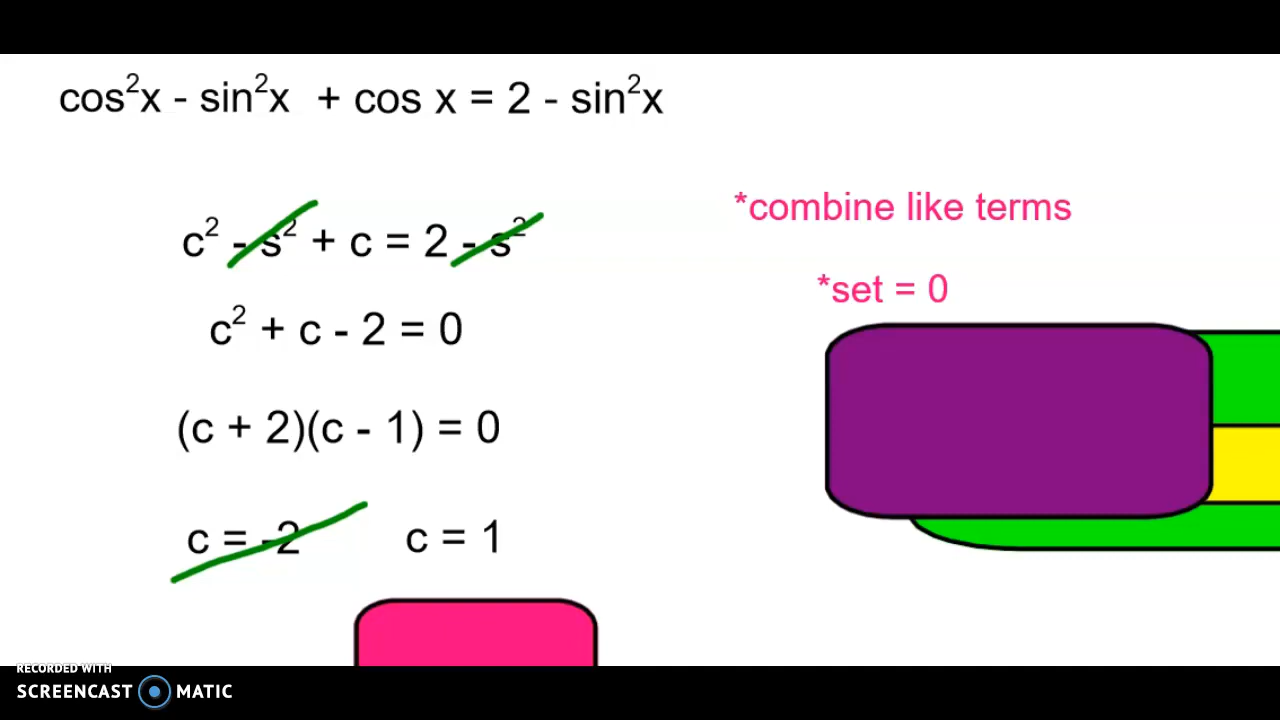 cos²x - sin²x + cos x = 2 - sin²x
c² - s² + c = 2 - s²
*combine like terms
*set = 0
c² + c - 2 = 0
(c + 2)(c - 1) = 0
c = -2 c = 1
RECORDED WITH
SCREENCAST MATIC